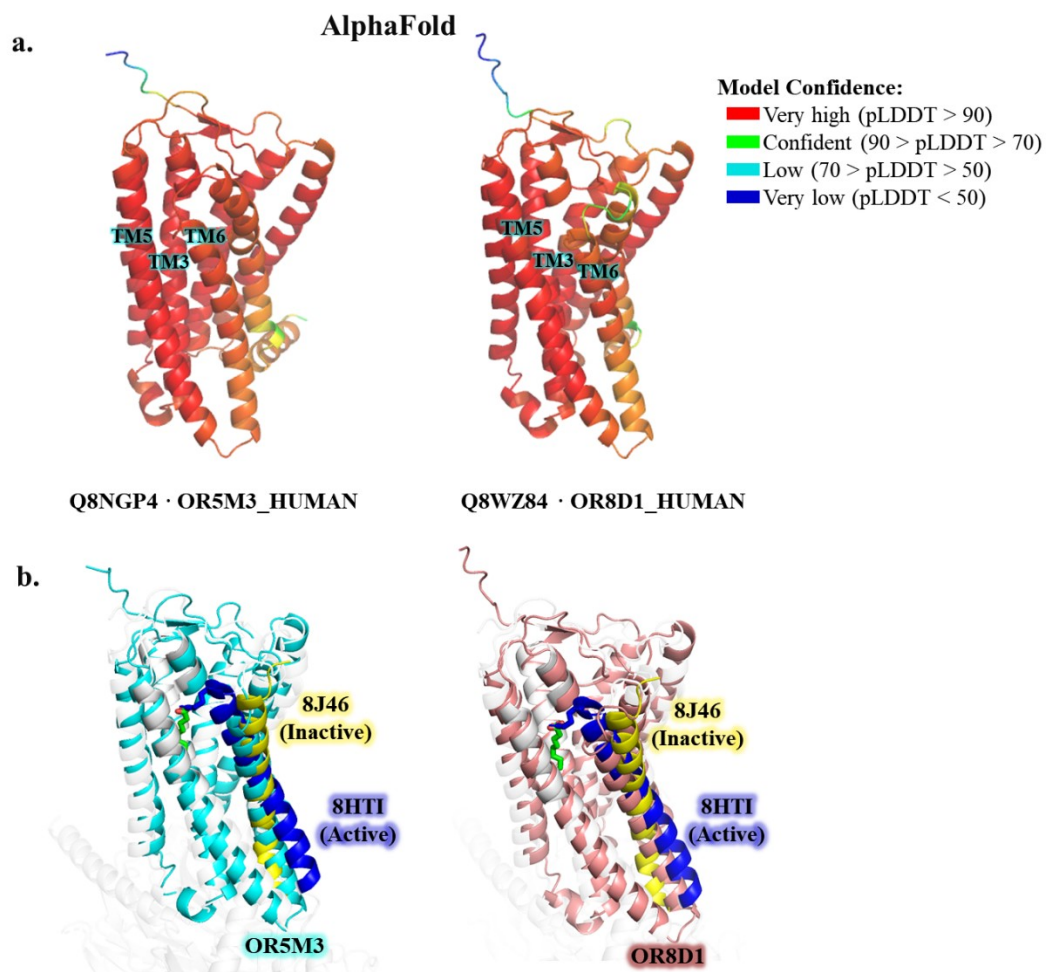 AlphaFold
a.
Model Confidence:
Very high (pLDDT > 90)
Confident (90 > pLDDT > 70)
Low (70 > pLDDT > 50)
Very low (pLDDT < 50)
TM5
TM6
TM3
TM5
TM3
TM6
Q8NGP4 · OR5M3_HUMAN
Q8WZ84 · OR8D1_HUMAN
b.
8J46
(Inactive)
8HTI
(Active)
OR5M3
8J46
(Inactive)
8HTI
(Active)
OR8D1